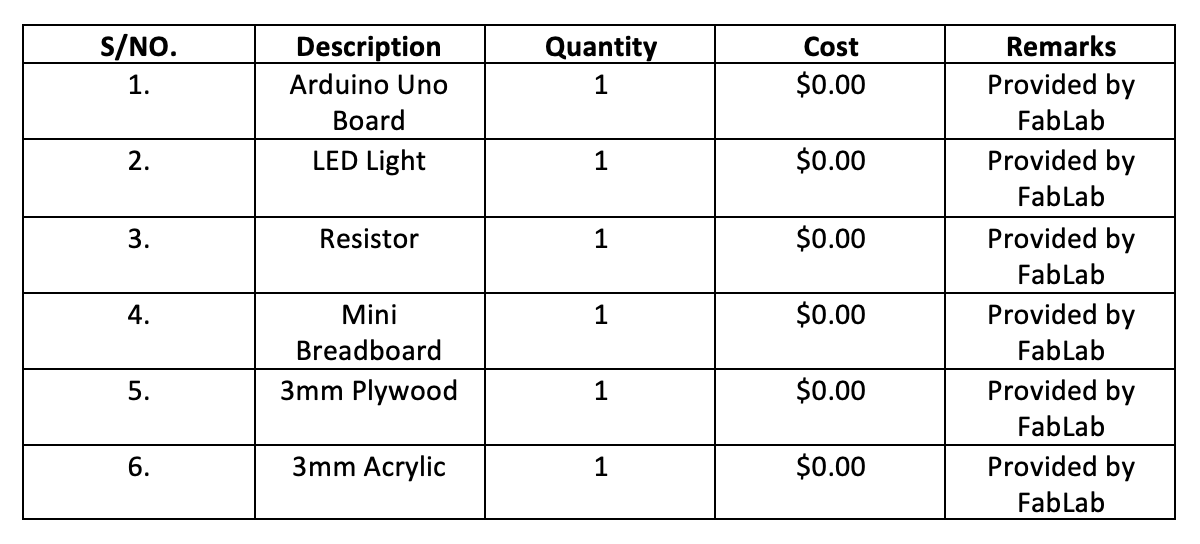 S/NO. Description Quantity Cost Remarks
1. Arduino Uno Board 1 $0.00 Provided by FabLab
2. LED Light 1 $0.00 Provided by FabLab
3. Resistor 1 $0.00 Provided by FabLab
4. Mini Breadboard 1 $0.00 Provided by FabLab
5. 3mm Plywood 1 $0.00 Provided by FabLab
6. 3mm Acrylic 1 $0.00 Provided by FabLab